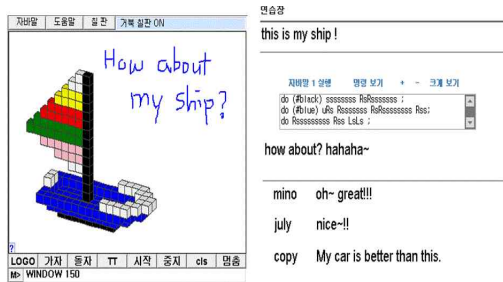 자바말 도움말 칠판 거북 칠판 ON
How about
my ship?
?
LOGO 가자 돌자 TT 시작 중지 cls 멈춤
M> WINDOW 150
연습장
this is my ship !
자바말 1 실행 명령 보기 + - 크게 보기
do (#black) ssssssss RsRsssssss ;
do (#blue) uRs Rsssssss RsRssssssss Rss;
do Rsssssssss Rss LsLs ;
how about? hahaha~
mino oh~ great!!!
july nice~!!
copy My car is better than this.